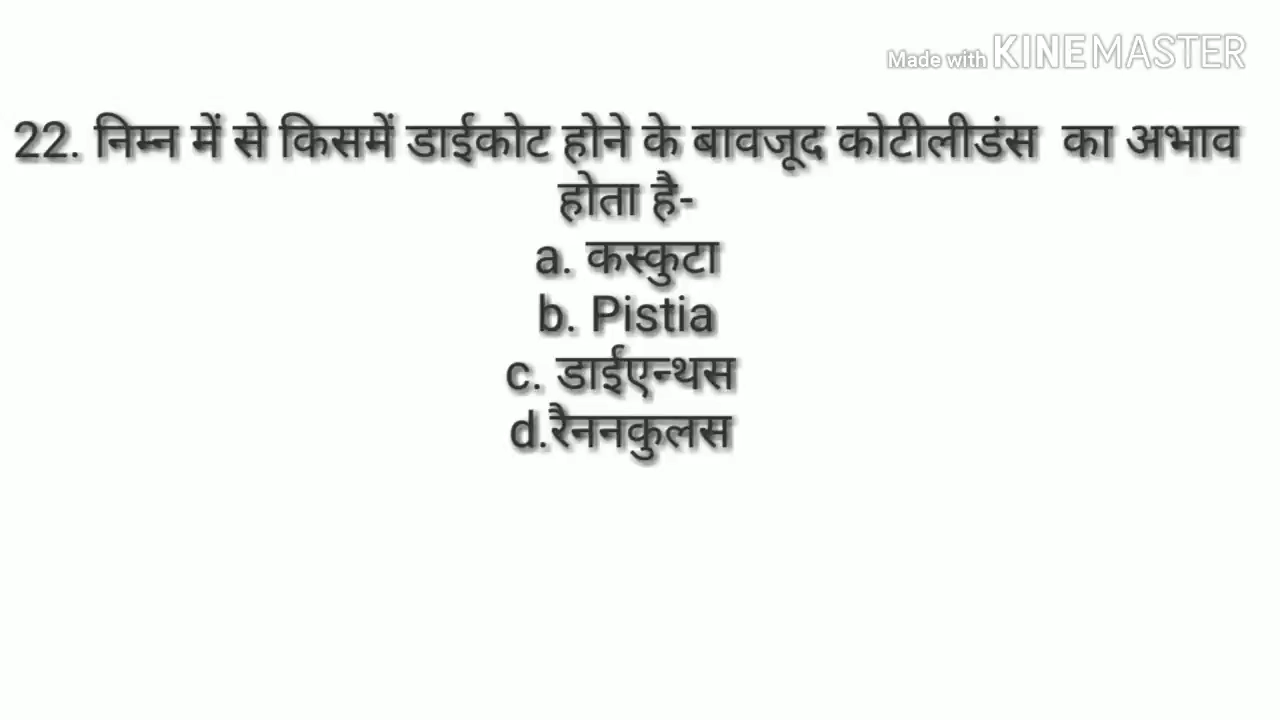 Made with KINEMASTER
22. निम्न में से किसमें डाईकोट होने के बावजूद कोटीलीडंस का अभाव
होता है-
a. कस्कुटा
b. Pistia
c. डाईएन्थस
d.रैननकुलस